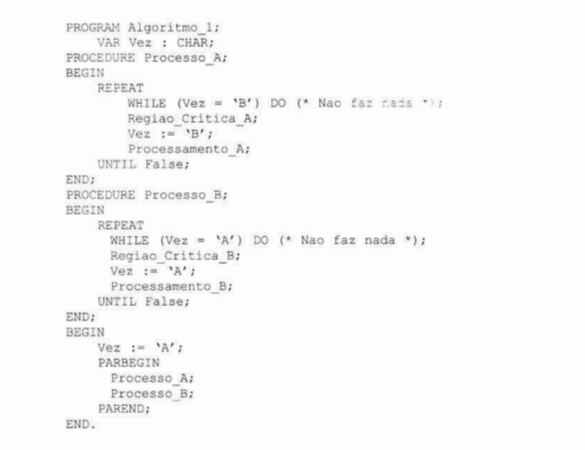 PROGRAM Algoritmo_1;
VAR Vez : CHAR;
PROCEDURE Processo_A;
BEGIN
REPEAT
WHILE (Vez = 'B') DO (* Nao faz nada *);
Regiao_Critica_A;
Vez := 'B';
Processamento_A;
UNTIL False;
END;
PROCEDURE Processo_B;
BEGIN
REPEAT
WHILE (Vez = 'A') DO (* Nao faz nada *);
Regiao_Critica_B;
Vez := 'A';
Processamento_B;
UNTIL False;
END;
BEGIN
Vez := 'A';
PARBEGIN
Processo_A;
Processo_B;
PAREND;
END.